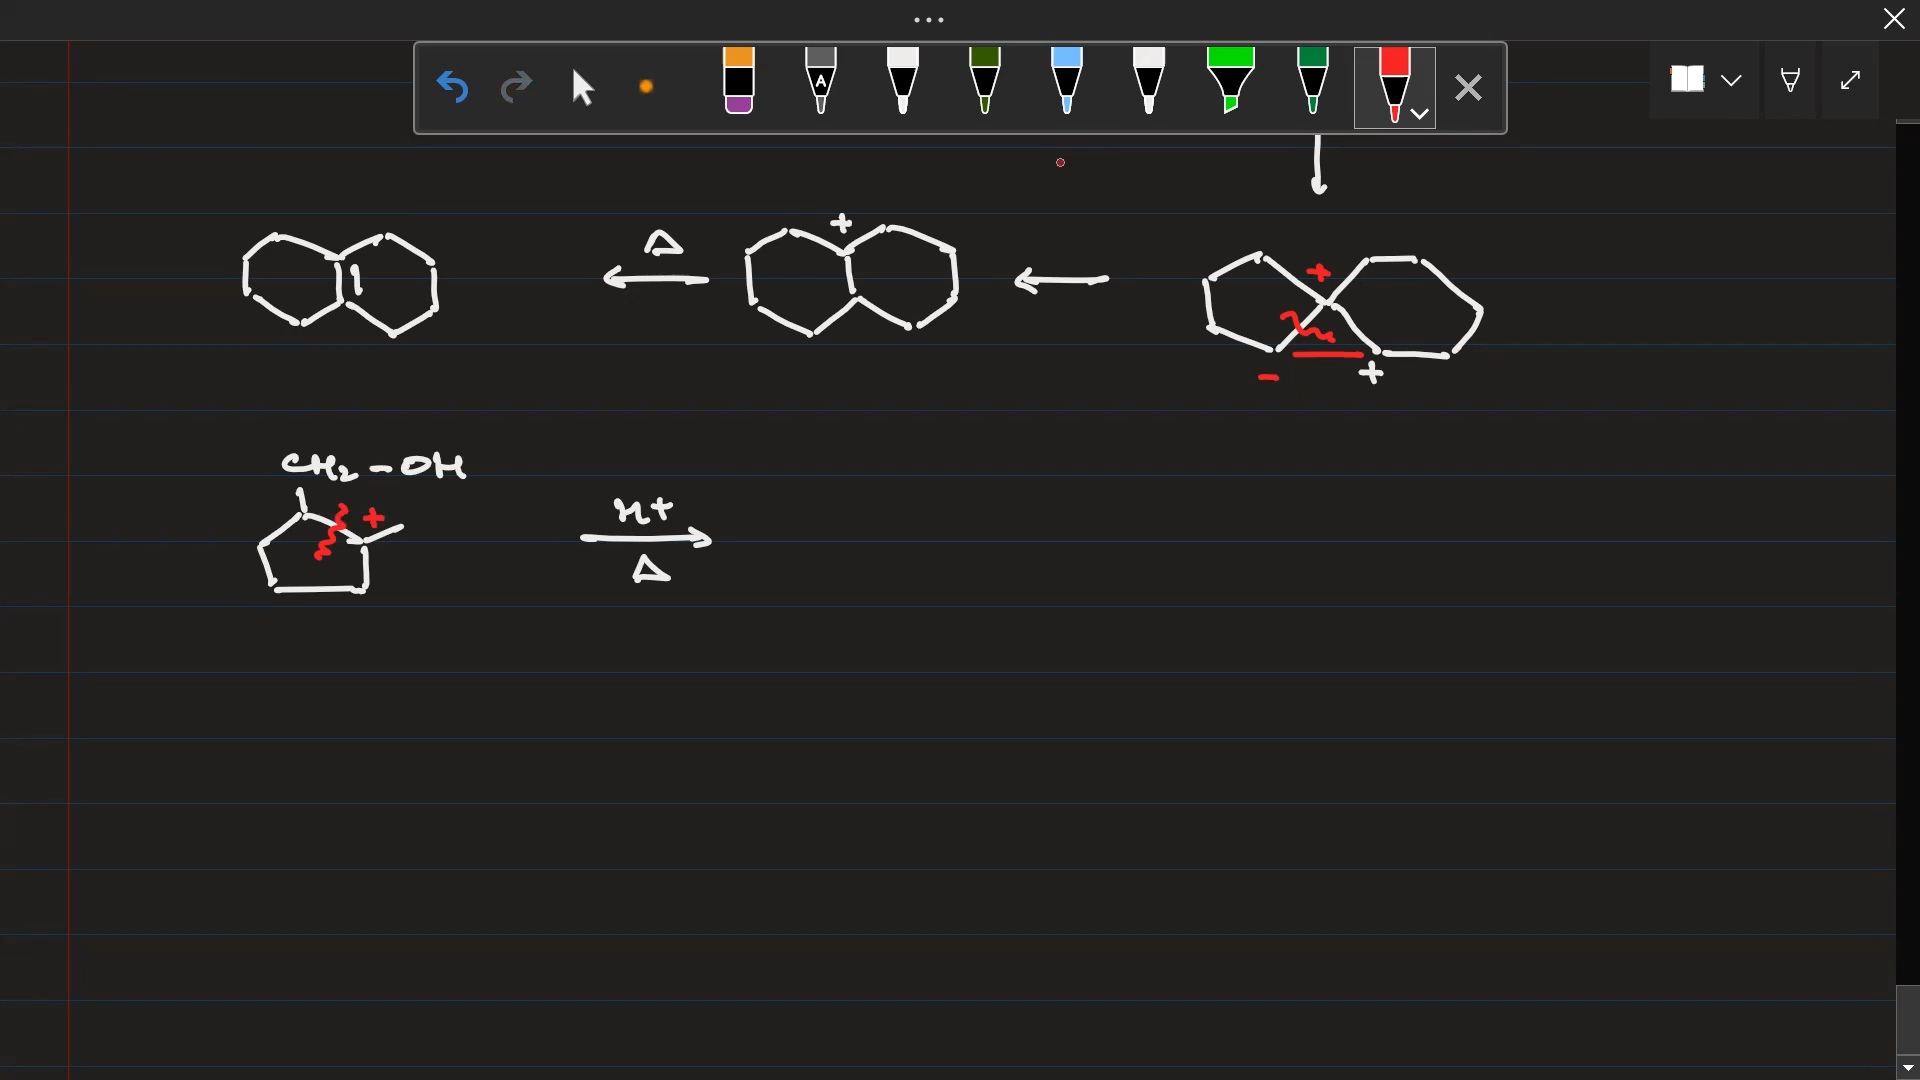 A
Δ
+
+
+
-
CH₂-OH
+
H+
Δ